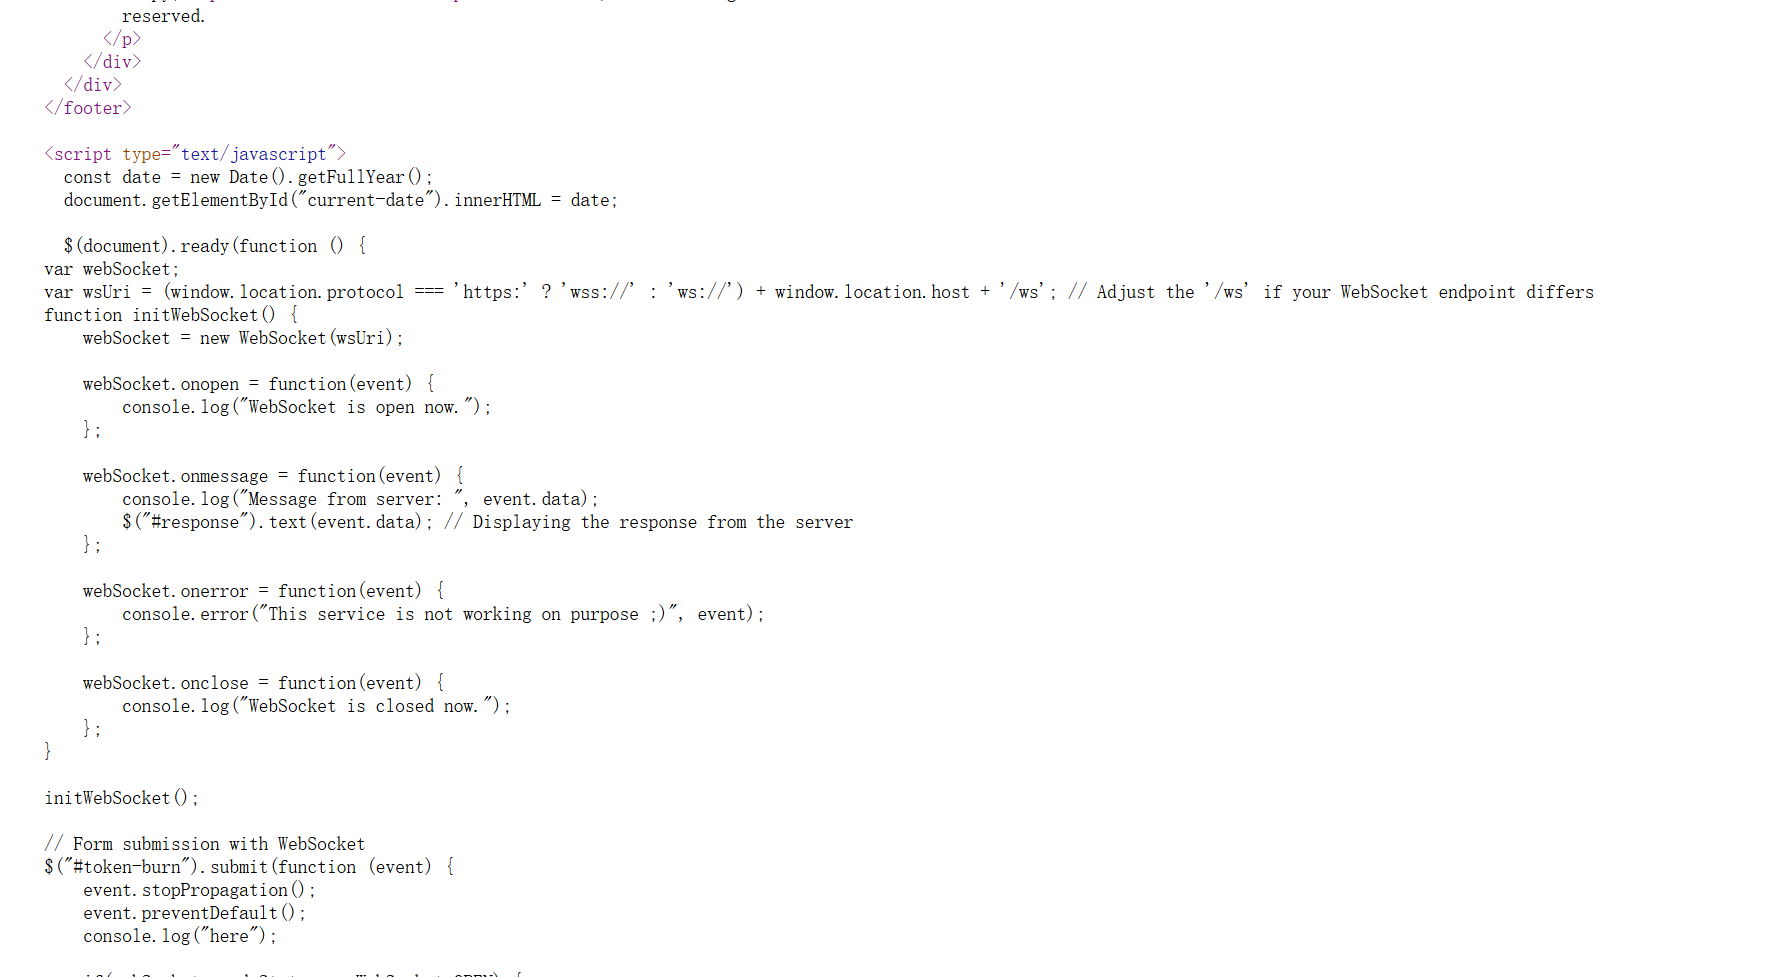 reserved.
</p>
</div>
</div>
</footer>
<script type="text/javascript">
const date = new Date().getFullYear();
document.getElementById("current-date").innerHTML = date;
$(document).ready(function () {
var webSocket;
var wsUri = (window.location.protocol === 'https:' ? 'wss://' : 'ws://') + window.location.host + '/ws'; // Adjust the '/ws' if your WebSocket endpoint differs
function initWebSocket() {
webSocket = new WebSocket(wsUri);
webSocket.onopen = function(event) {
console.log("WebSocket is open now.");
};
webSocket.onmessage = function(event) {
console.log("Message from server: ", event.data);
$("#response").text(event.data); // Displaying the response from the server
};
webSocket.onerror = function(event) {
console.error("This service is not working on purpose ;)", event);
};
webSocket.onclose = function(event) {
console.log("WebSocket is closed now.");
};
}
initWebSocket();
// Form submission with WebSocket
$("#token-burn").submit(function (event) {
event.stopPropagation();
event.preventDefault();
console.log("here");